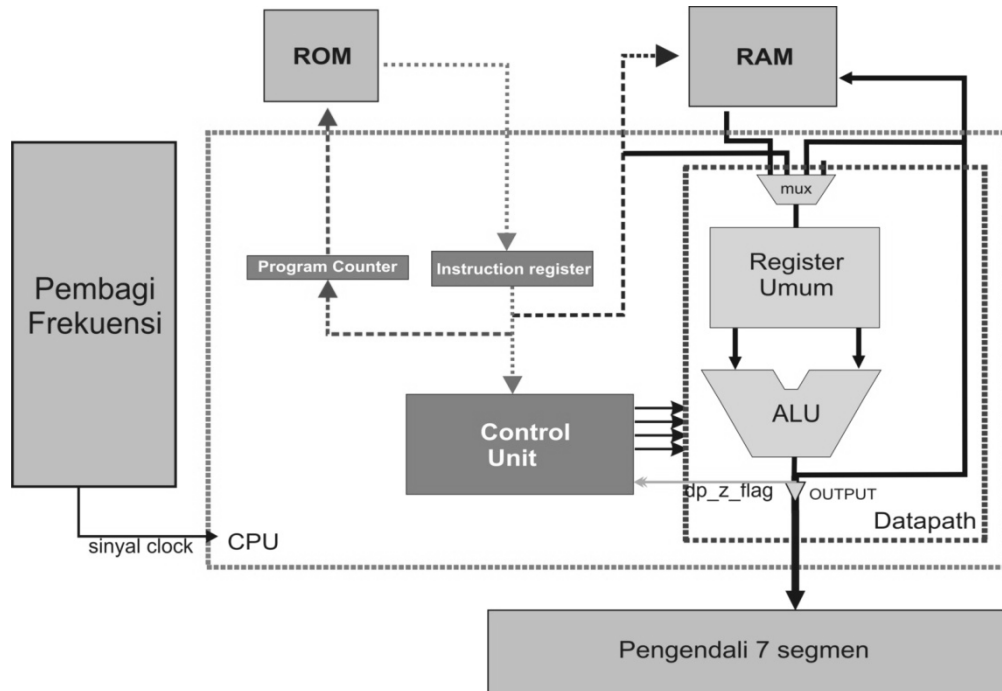 ROM
RAM
Pembagi
Frekuensi
mux
Program Counter
Instruction register
Register
Umum
ALU
Control
Unit
dp_z_flag
OUTPUT
Datapath
sinyal clock
CPU
Pengendali 7 segmen